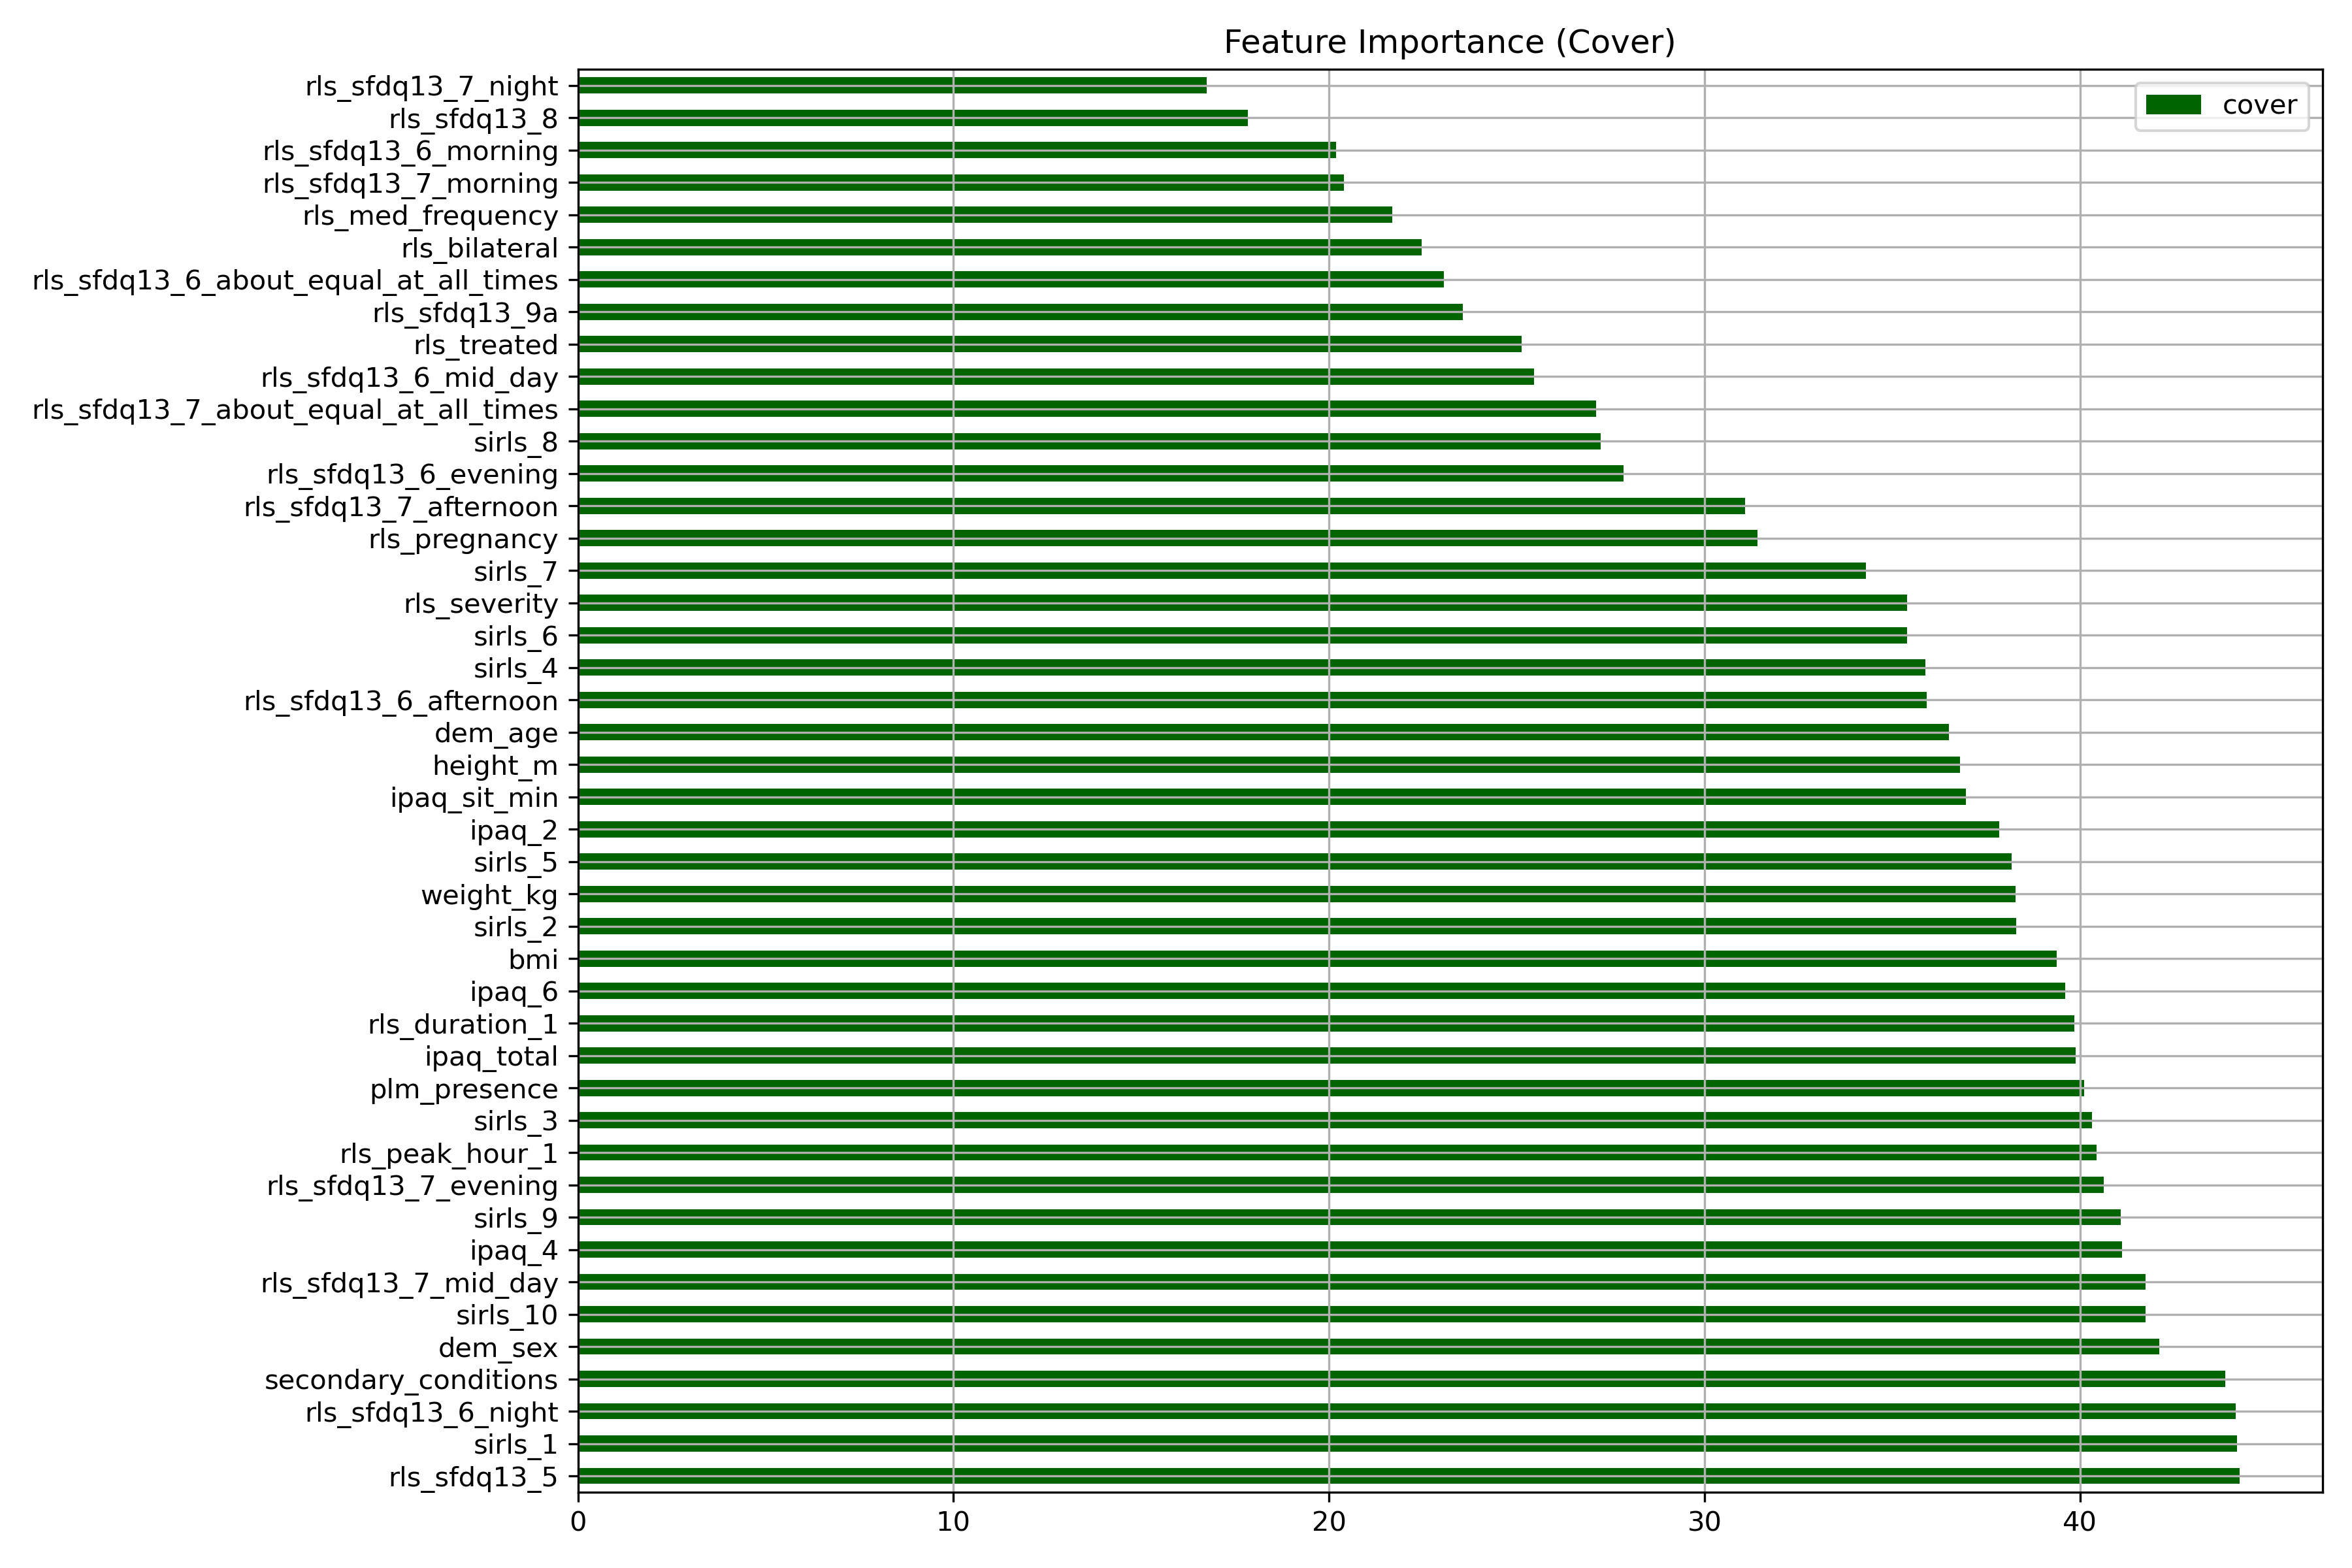 Feature Importance (Cover)
cover
rls_sfdq13_7_night
rls_sfdq13_8
rls_sfdq13_6_morning
rls_sfdq13_7_morning
rls_med_frequency
rls_bilateral
rls_sfdq13_6_about_equal_at_all_times
rls_sfdq13_9a
rls_treated
rls_sfdq13_6_mid_day
rls_sfdq13_7_about_equal_at_all_times
sirls_8
rls_sfdq13_6_evening
rls_sfdq13_7_afternoon
rls_pregnancy
sirls_7
rls_severity
sirls_6
sirls_4
rls_sfdq13_6_afternoon
dem_age
height_m
ipaq_sit_min
ipaq_2
sirls_5
weight_kg
sirls_2
bmi
ipaq_6
rls_duration_1
ipaq_total
plm_presence
sirls_3
rls_peak_hour_1
rls_sfdq13_7_evening
sirls_9
ipaq_4
rls_sfdq13_7_mid_day
sirls_10
dem_sex
secondary_conditions
rls_sfdq13_6_night
sirls_1
rls_sfdq13_5
0 10 20 30 40